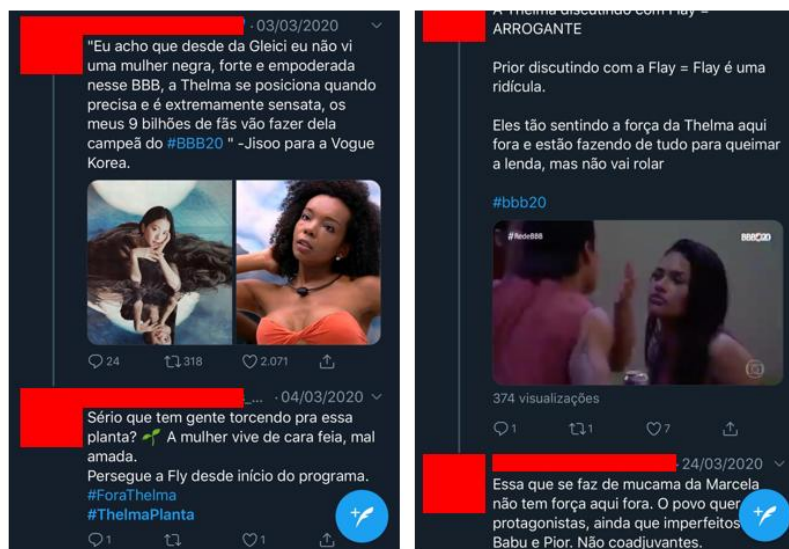 · 03/03/2020
"Eu acho que desde da Gleici eu não vi
uma mulher negra, forte e empoderada
nesse BBB, a Thelma se posiciona quando
precisa e é extremamente sensata, os
meus 9 bilhões de fãs vão fazer dela
campeã do #BBB20 " -Jisoo para a Vogue
Korea.
24 318 2.071
_... · 04/03/2020
Sério que tem gente torcendo pra essa
planta? 🌱 A mulher vive de cara feia, mal
amada.
Persegue a Fly desde início do programa.
#ForaThelma
#ThelmaPlanta
1 1
A Thelma discutindo com Flay =
ARROGANTE
Prior discutindo com a Flay = Flay é uma
ridícula.
Eles tão sentindo a força da Thelma aqui
fora e estão fazendo de tudo para queimar
a lenda, mas não vai rolar
#bbb20
#RedeBBB BBB20
374 visualizações
1 1 7
· 24/03/2020
Essa que se faz de mucama da Marcela
não tem força aqui fora. O povo quer
protagonistas, ainda que imperfeitos
Babu e Pior. Não coadjuvantes.